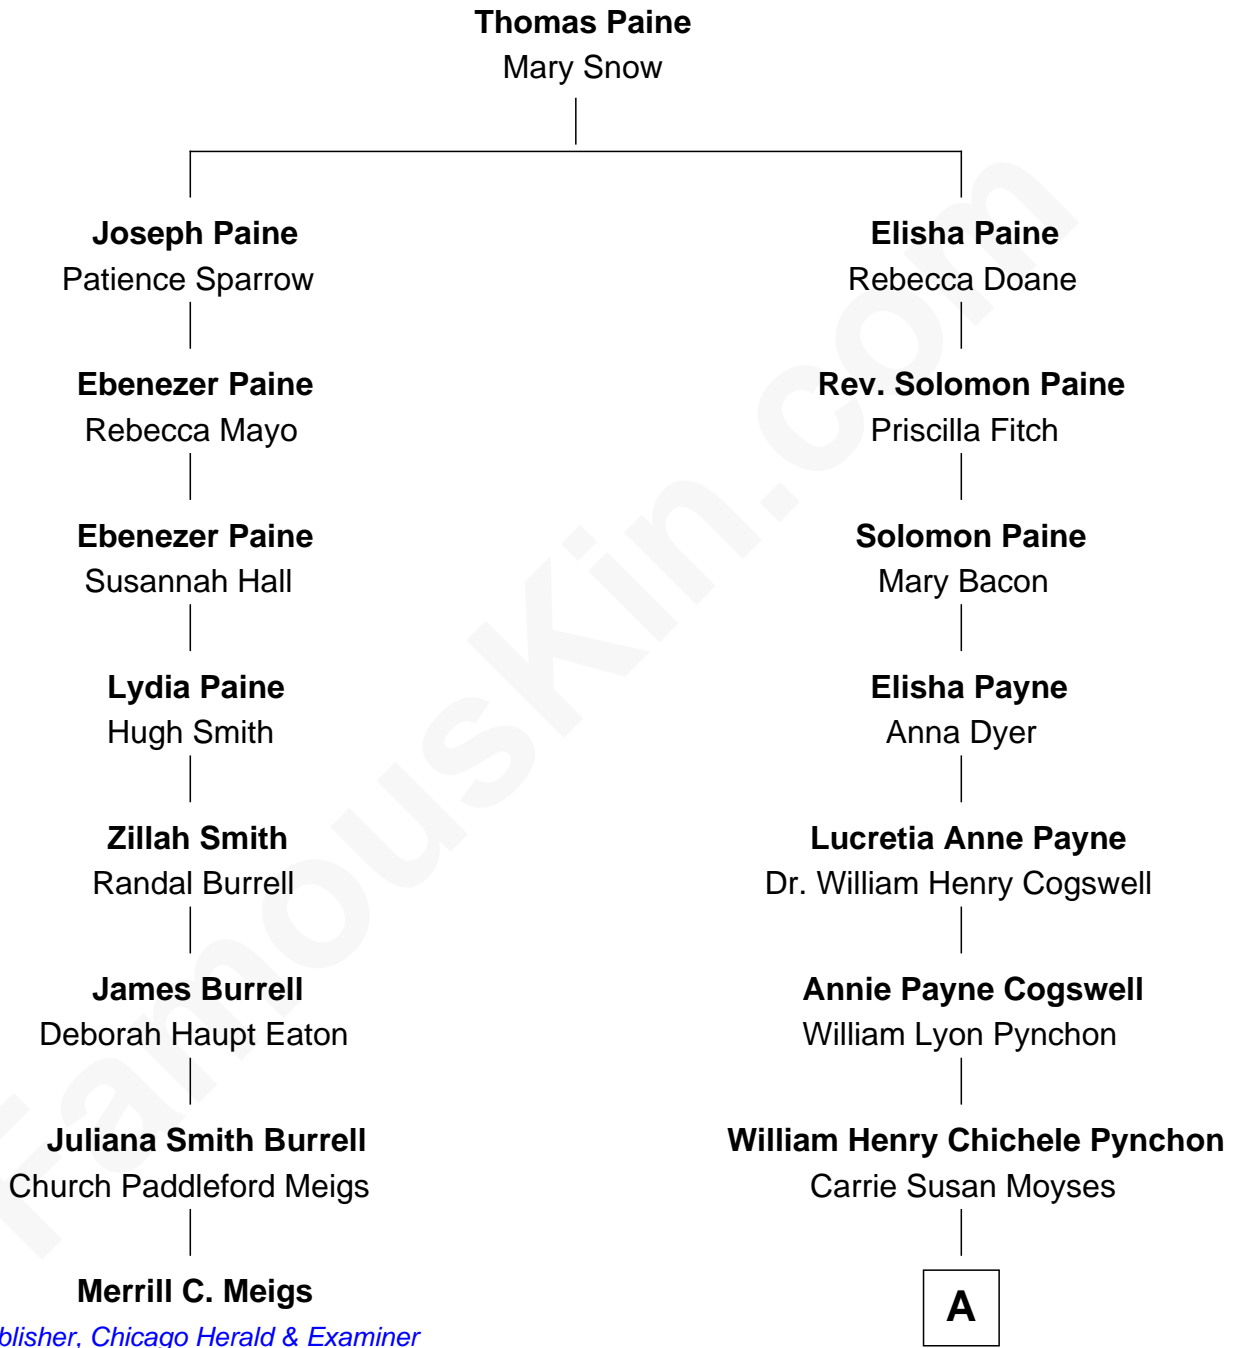 Thomas Paine
Mary Snow
Joseph Paine
Patience Sparrow
Elisha Paine
Rebecca Doane
Ebenezer Paine
Rebecca Mayo
Rev. Solomon Paine
Priscilla Fitch
Ebenezer Paine
Susannah Hall
Solomon Paine
Mary Bacon
Lydia Paine
Hugh Smith
Elisha Payne
Anna Dyer
Zillah Smith
Randal Burrell
Lucretia Anne Payne
Dr. William Henry Cogswell
James Burrell
Deborah Haupt Eaton
Annie Payne Cogswell
William Lyon Pynchon
Juliana Smith Burrell
Church Paddleford Meigs
William Henry Chichele Pynchon
Carrie Susan Moyses
Merrill C. Meigs
blisher, Chicago Herald & Examiner
A
FamousKin.com